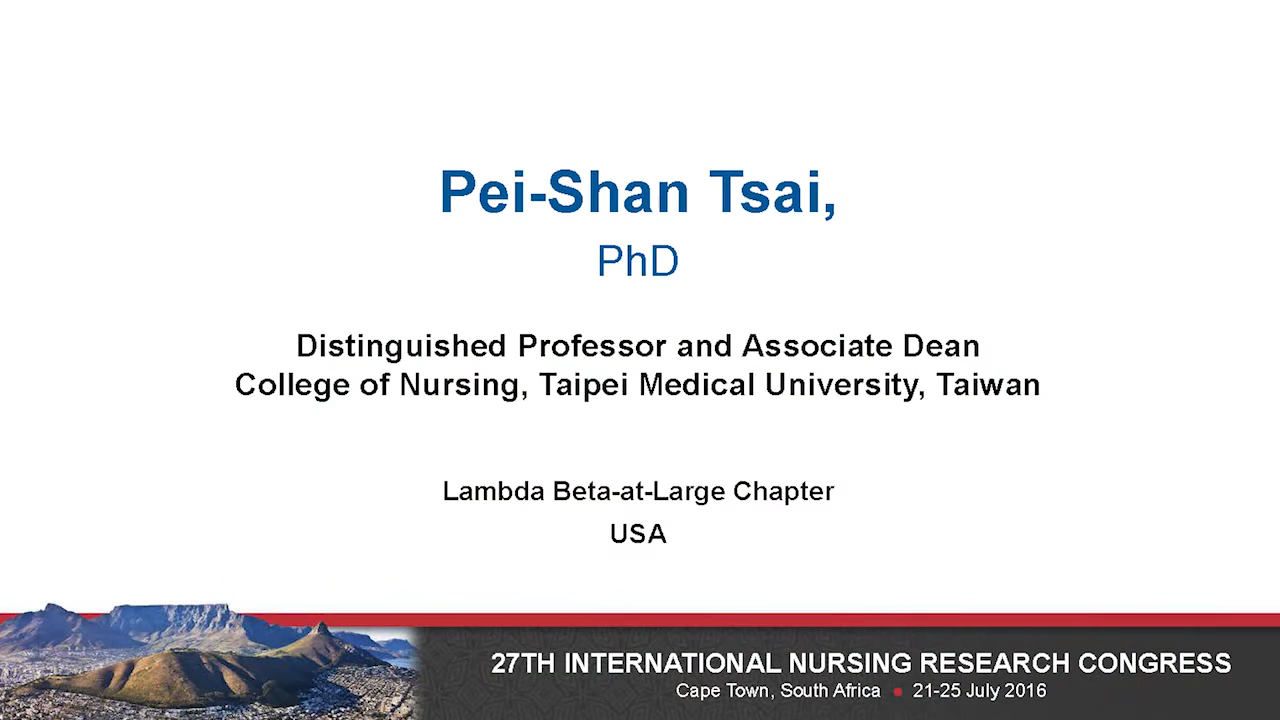 Pei-Shan Tsai,
PhD
Distinguished Professor and Associate Dean
College of Nursing, Taipei Medical University, Taiwan
Lambda Beta-at-Large Chapter
USA
27TH INTERNATIONAL NURSING RESEARCH CONGRESS
Cape Town, South Africa ● 21-25 July 2016